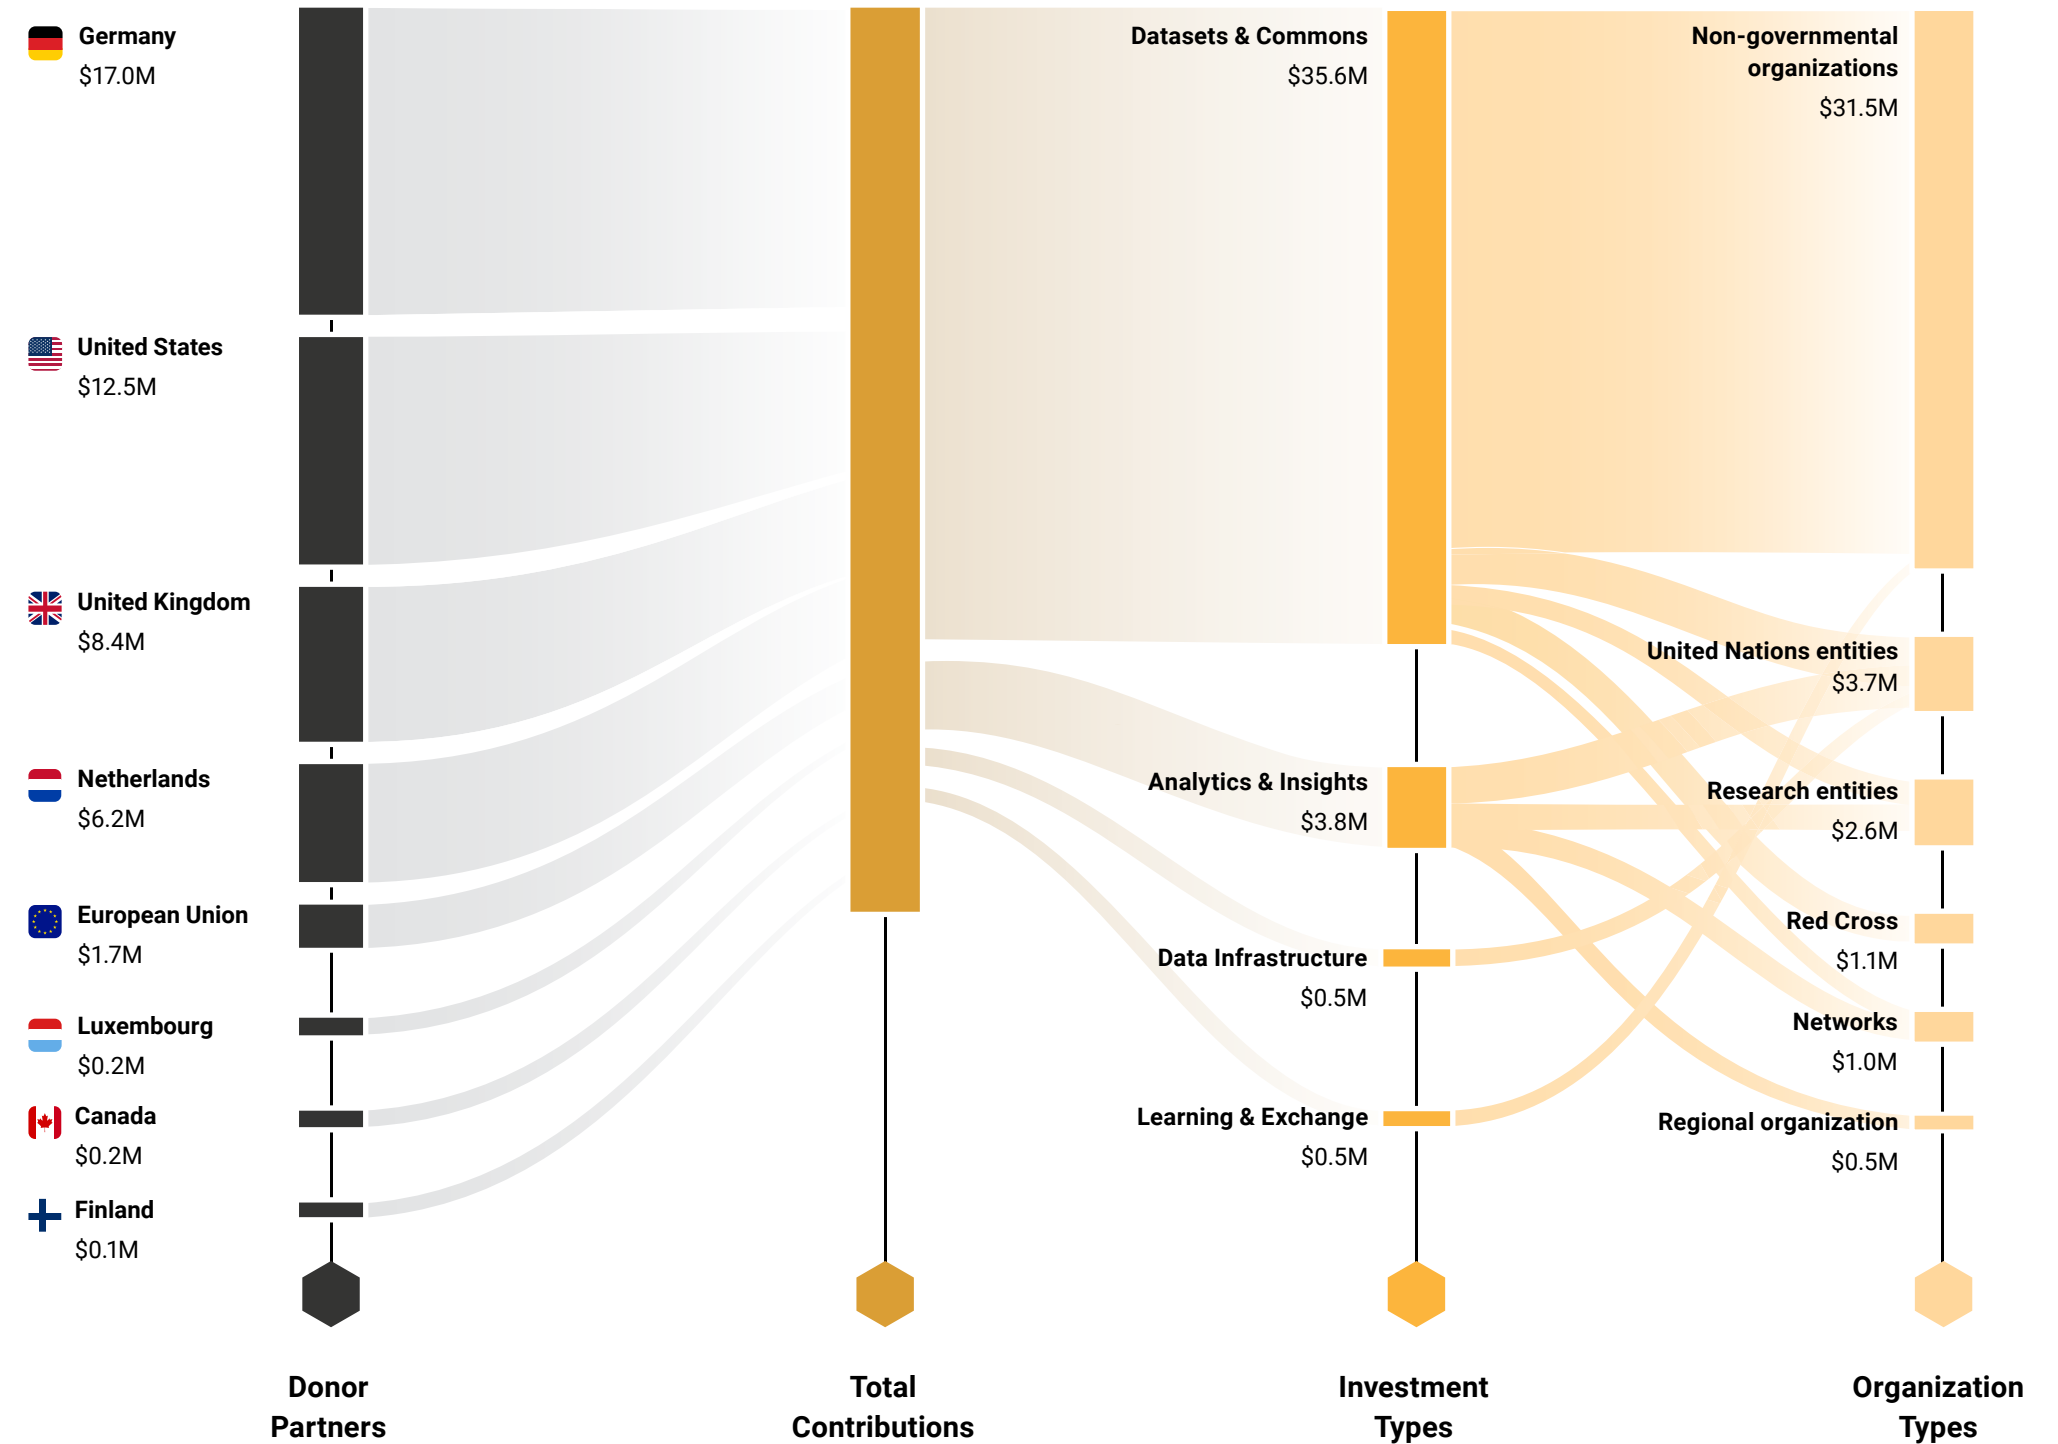 Germany
$17.0M
United States
$12.5M
United Kingdom
$8.4M
Netherlands
$6.2M
European Union
$1.7M
Luxembourg
$0.2M
Canada
$0.2M
Finland
$0.1M
Donor
Partners
Total
Contributions
Datasets & Commons
$35.6M
Analytics & Insights
$3.8M
Data Infrastructure
$0.5M
Learning & Exchange
$0.5M
Investment
Types
Non-governmental
organizations
$31.5M
United Nations entities
$3.7M
Research entities
$2.6M
Red Cross
$1.1M
Networks
$1.0M
Regional organization
$0.5M
Organization
Types